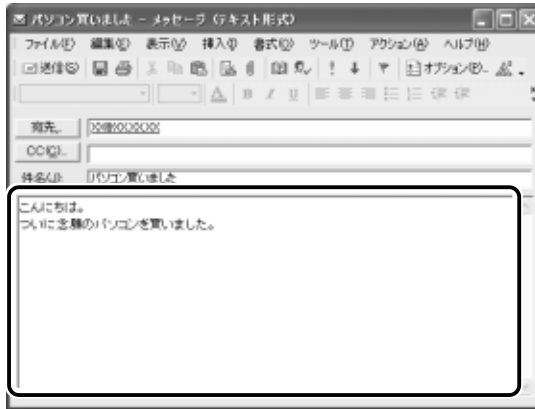 パソコン買いました - メッセージ (テキスト形式)
ファイル(F) 編集(E) 表示(V) 挿入(I) 書式(O) ツール(T) アクション(A) ヘルプ(H)
送信(S) オプション(P)...
A B I U
宛先...
CC(C)...
件名(J): パソコン買いました
こんにちは。
ついに念願のパソコンを買いました。